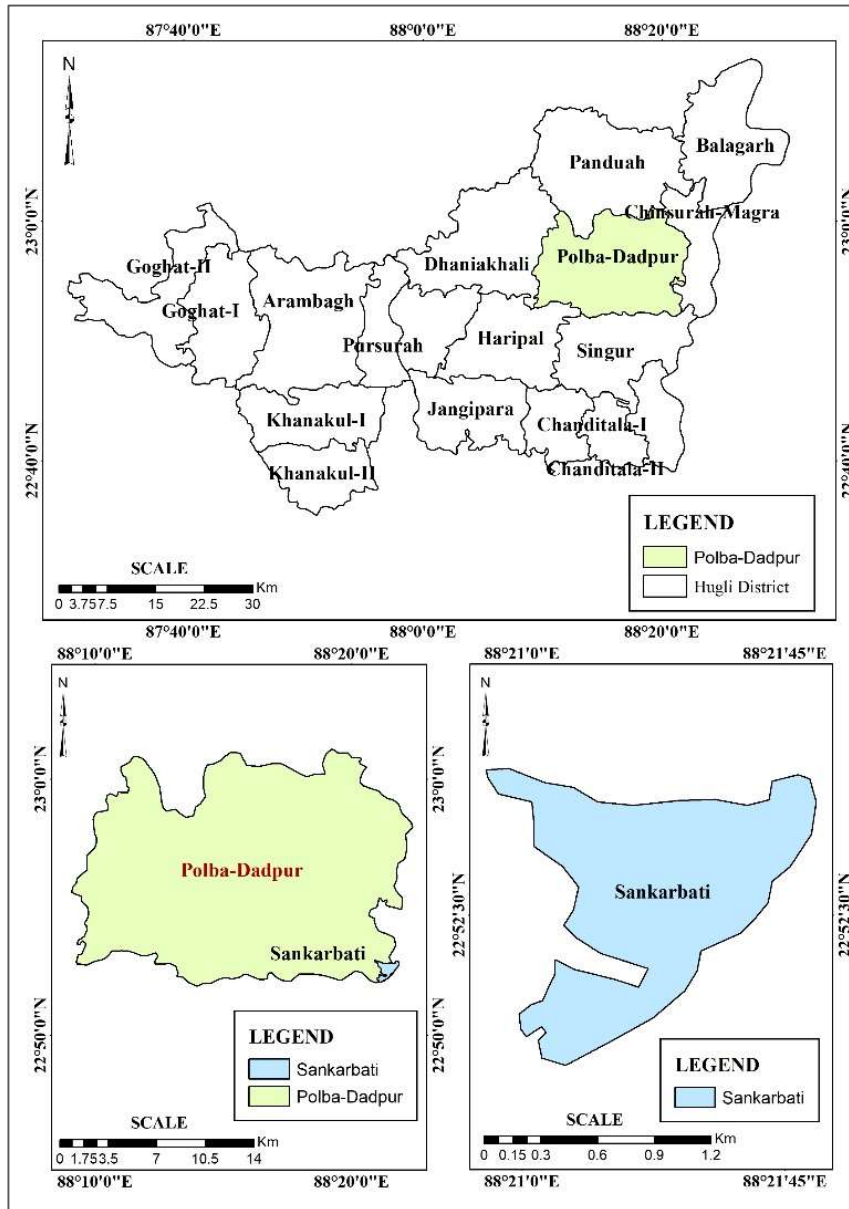 87°40'0"E 88°0'0"E 88°20'0"E
N
23°0'0"N
23°0'0"N
22°40'0"N
22°40'0"N
Balagarh
Panduah
Chinsurah-Magra
Goghat-II
Dhaniakhali
Polba-Dadpur
Goghat-I
Arambagh
Pursurah
Haripal
Singur
Khanakul-I
Jangipara
Chanditala-I
Khanakul-II
Chanditala-II
LEGEND
Polba-Dadpur
Hugli District
SCALE
Km
0 3.75 7.5 15 22.5 30
87°40'0"E 88°0'0"E 88°20'0"E
88°10'0"E 88°20'0"E
N
23°0'0"N
23°0'0"N
Polba-Dadpur
Sankarbati
22°50'0"N
22°50'0"N
LEGEND
Sankarbati
Polba-Dadpur
SCALE
Km
0 1.75 3.5 7 10.5 14
88°10'0"E 88°20'0"E
88°21'0"E 88°21'45"E
N
Sankarbati
22°52'30"N
22°52'30"N
LEGEND
Sankarbati
SCALE
Km
0 0.15 0.3 0.6 0.9 1.2
88°21'0"E 88°21'45"E